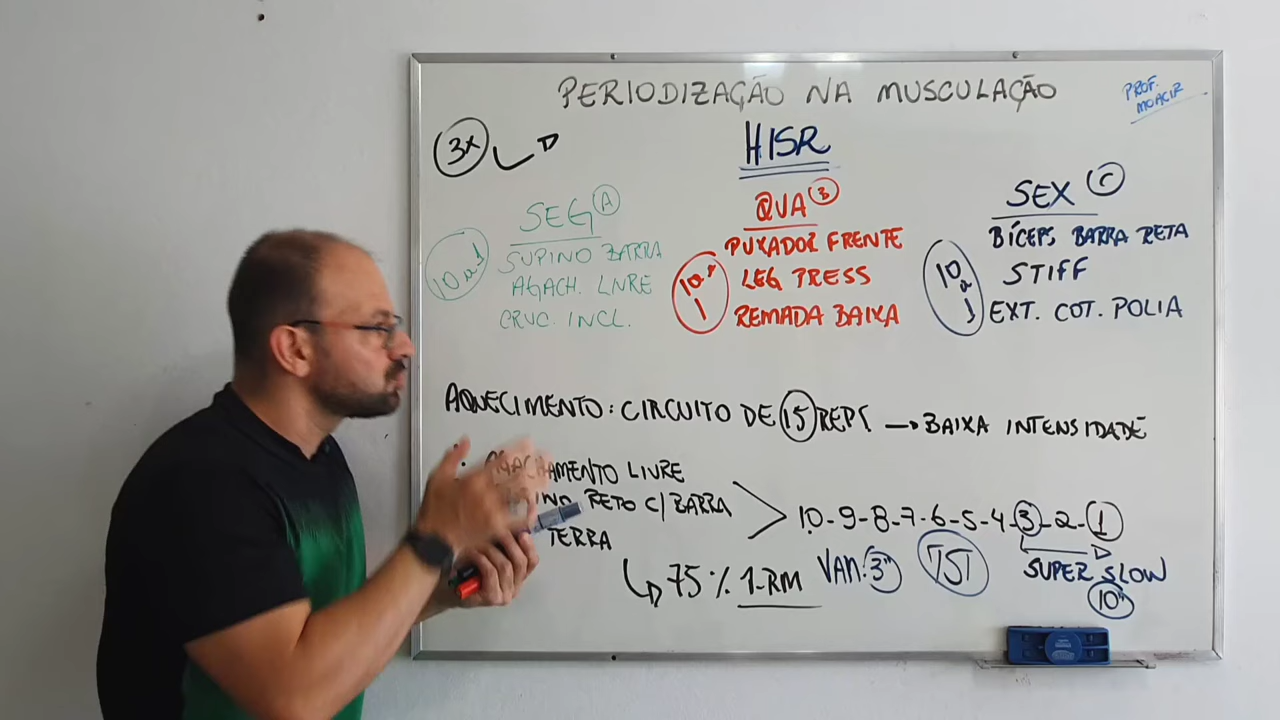 PERIODIZAÇÃO NA MUSCULAÇÃO
PROF.
MOACIR
3X
HISR
SEG A
10 a 1
SUPINO BARRA
AGACH. LIVRE
CRUC. INCL.
QUA B
10 a 1
PUXADOR FRENTE
LEG PRESS
REMADA BAIXA
SEX C
10 a 1
BÍCEPS BARRA RETA
STIFF
EXT. COT. POLIA
AQUECIMENTO: CIRCUITO DE 15 REPS → BAIXA INTENSIDADE
AGACHAMENTO LIVRE
RETO C/ BARRA
TERRA
10-9-8-7-6-5-4-3-2-1
75% 1-RM
VAM: 3"
TST
SUPER SLOW
10"